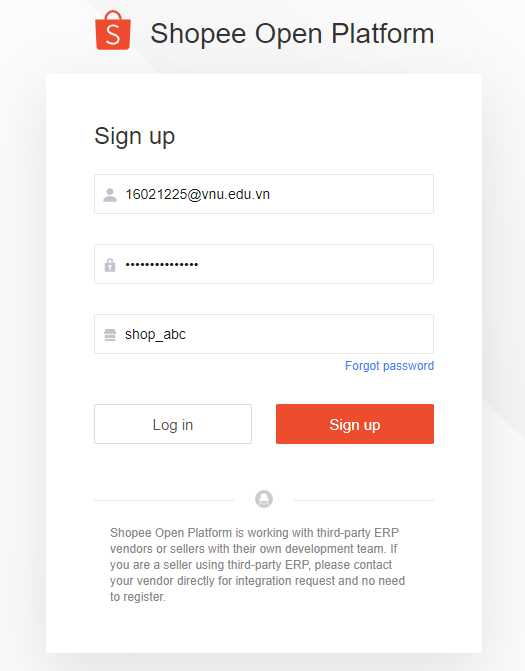 Shopee Open Platform
Sign up
16021225@vnu.edu.vn
•••••••••••••••
shop_abc
Forgot password
Log in
Sign up
Shopee Open Platform is working with third-party ERP
vendors or sellers with their own development team. If
you are a seller using third-party ERP, please contact
your vendor directly for integration request and no need
to register.